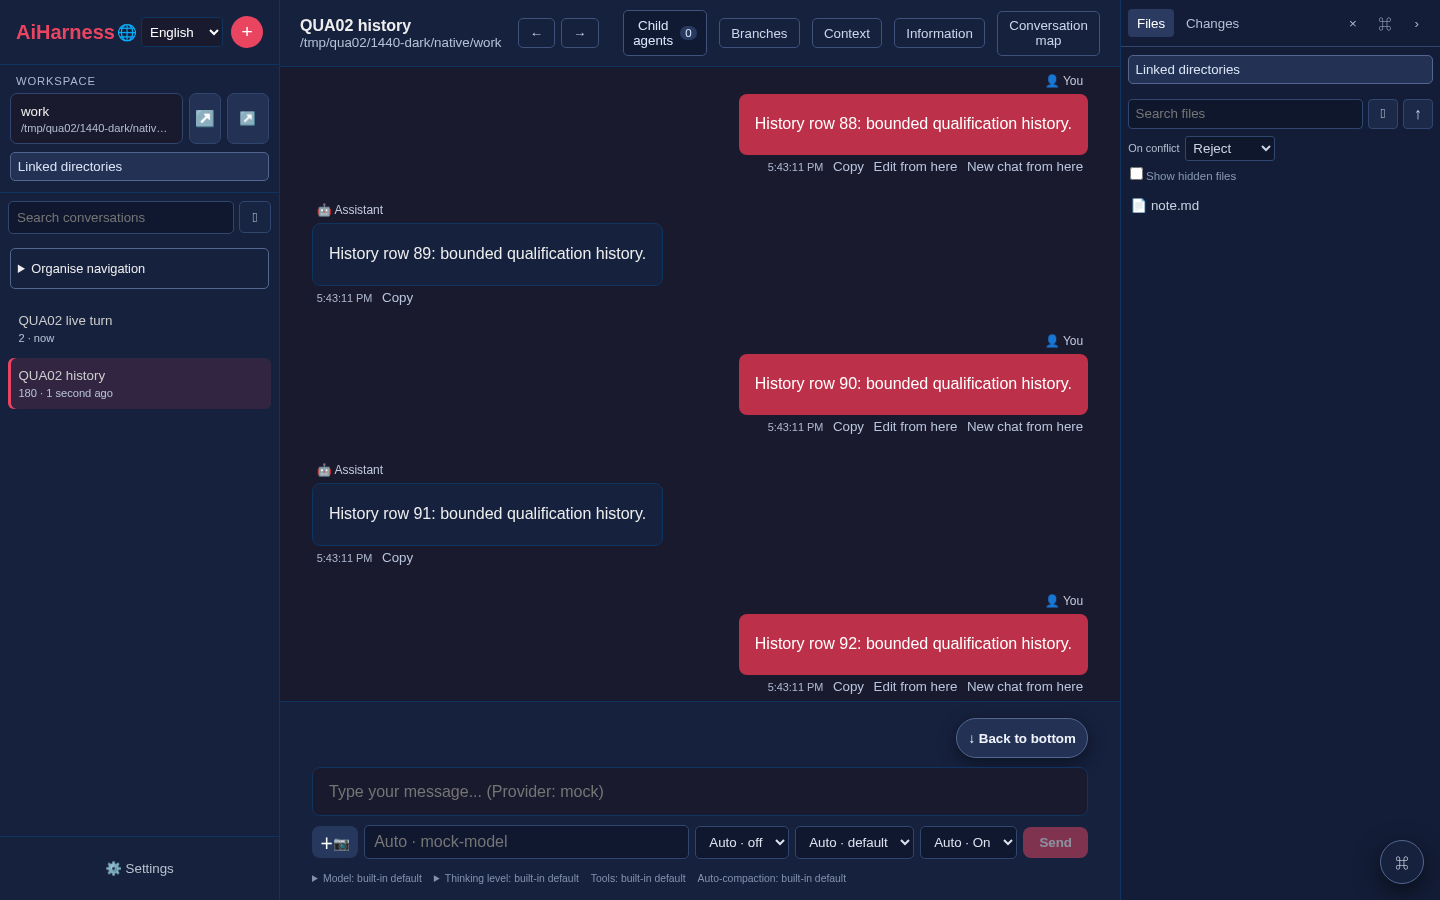 AiHarness
English
+
WORKSPACE
work
/tmp/qua02/1440-dark/nativ…
Linked directories
Search conversations
Organise navigation
QUA02 live turn
2 · now
QUA02 history
180 · 1 second ago
Settings
QUA02 history
/tmp/qua02/1440-dark/native/work
←
→
Child agents 0
Branches
Context
Information
Conversation map
You
History row 88: bounded qualification history.
5:43:11 PM Copy Edit from here New chat from here
Assistant
History row 89: bounded qualification history.
5:43:11 PM Copy
You
History row 90: bounded qualification history.
5:43:11 PM Copy Edit from here New chat from here
Assistant
History row 91: bounded qualification history.
5:43:11 PM Copy
You
History row 92: bounded qualification history.
5:43:11 PM Copy Edit from here New chat from here
↓ Back to bottom
Type your message... (Provider: mock)
+
Auto · mock-model
Auto · off
Auto · default
Auto · On
Send
Model: built-in default Thinking level: built-in default Tools: built-in default Auto-compaction: built-in default
Files
Changes
×
⌘
›
Linked directories
Search files
↑
On conflict
Reject
Show hidden files
note.md
⌘